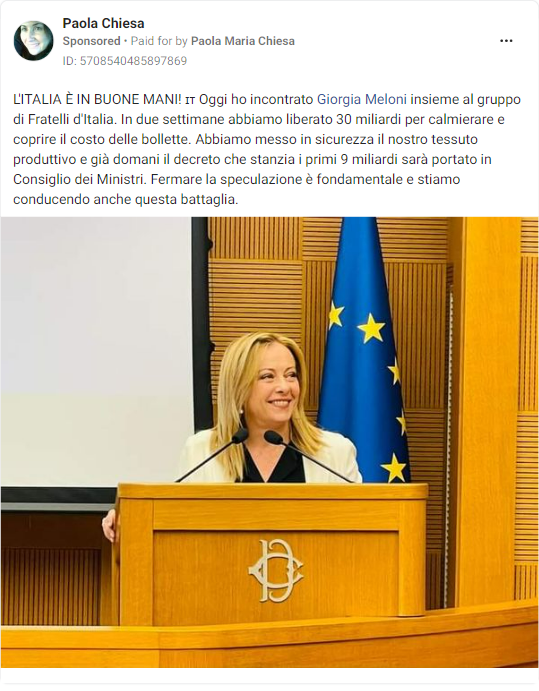 Paola Chiesa
Sponsored • Paid for by Paola Maria Chiesa
ID: 5708540485897869
L'ITALIA È IN BUONE MANI! IT Oggi ho incontrato Giorgia Meloni insieme al gruppo
di Fratelli d'Italia. In due settimane abbiamo liberato 30 miliardi per calmierare e
coprire il costo delle bollette. Abbiamo messo in sicurezza il nostro tessuto
produttivo e già domani il decreto che stanzia i primi 9 miliardi sarà portato in
Consiglio dei Ministri. Fermare la speculazione è fondamentale e stiamo
conducendo anche questa battaglia.